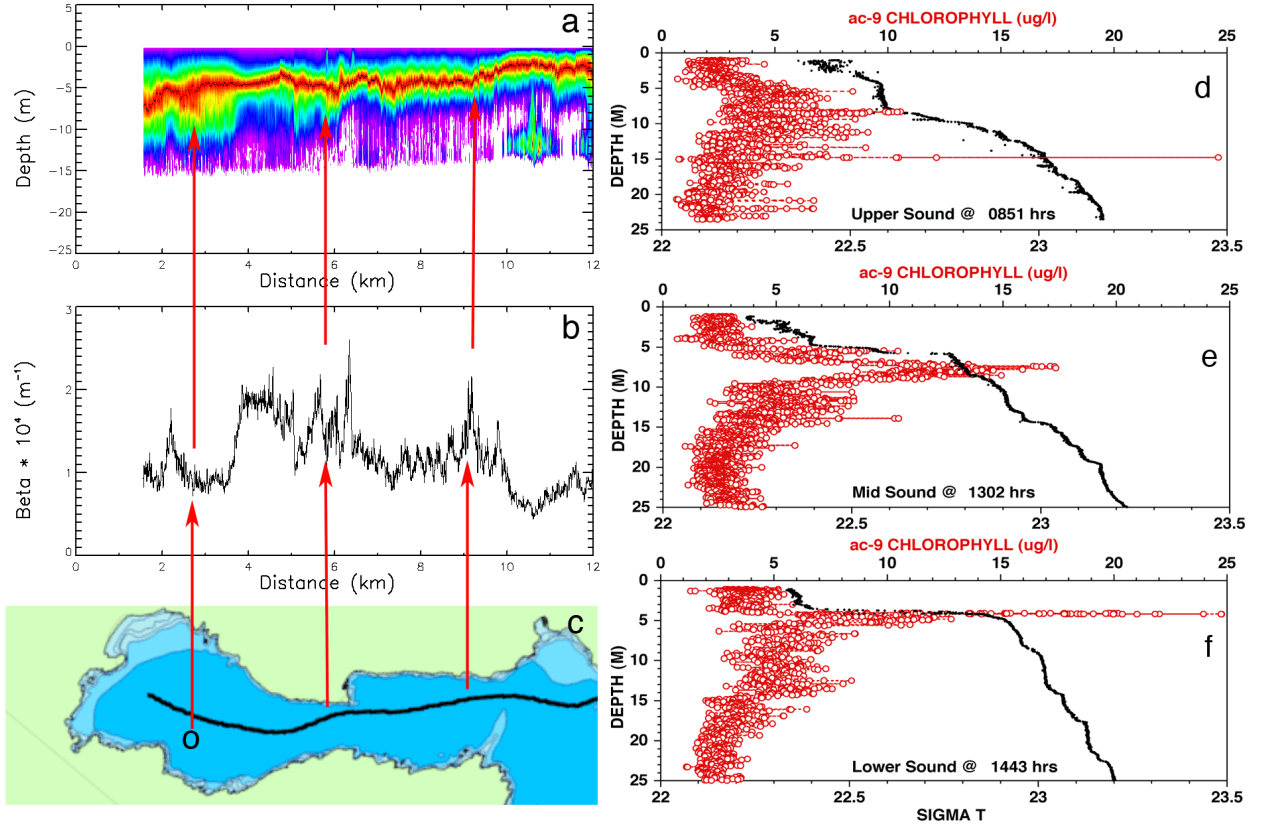 a
5
0
−5
−10
−15
−20
−25
Depth (m)
0 2 4 6 8 10 12
Distance (km)
b
3
2
1
0
Beta * 10⁴ (m⁻¹)
0 2 4 6 8 10 12
Distance (km)
c
O
ac-9 CHLOROPHYLL (ug/l)
0 5 10 15 20 25
d
0
5
10
15
20
25
DEPTH (M)
Upper Sound @ 0851 hrs
22 22.5 23 23.5
ac-9 CHLOROPHYLL (ug/l)
0 5 10 15 20 25
e
0
5
10
15
20
25
DEPTH (M)
Mid Sound @ 1302 hrs
22 22.5 23 23.5
ac-9 CHLOROPHYLL (ug/l)
0 5 10 15 20 25
f
0
5
10
15
20
25
DEPTH (M)
Lower Sound @ 1443 hrs
22 22.5 23 23.5
SIGMA T